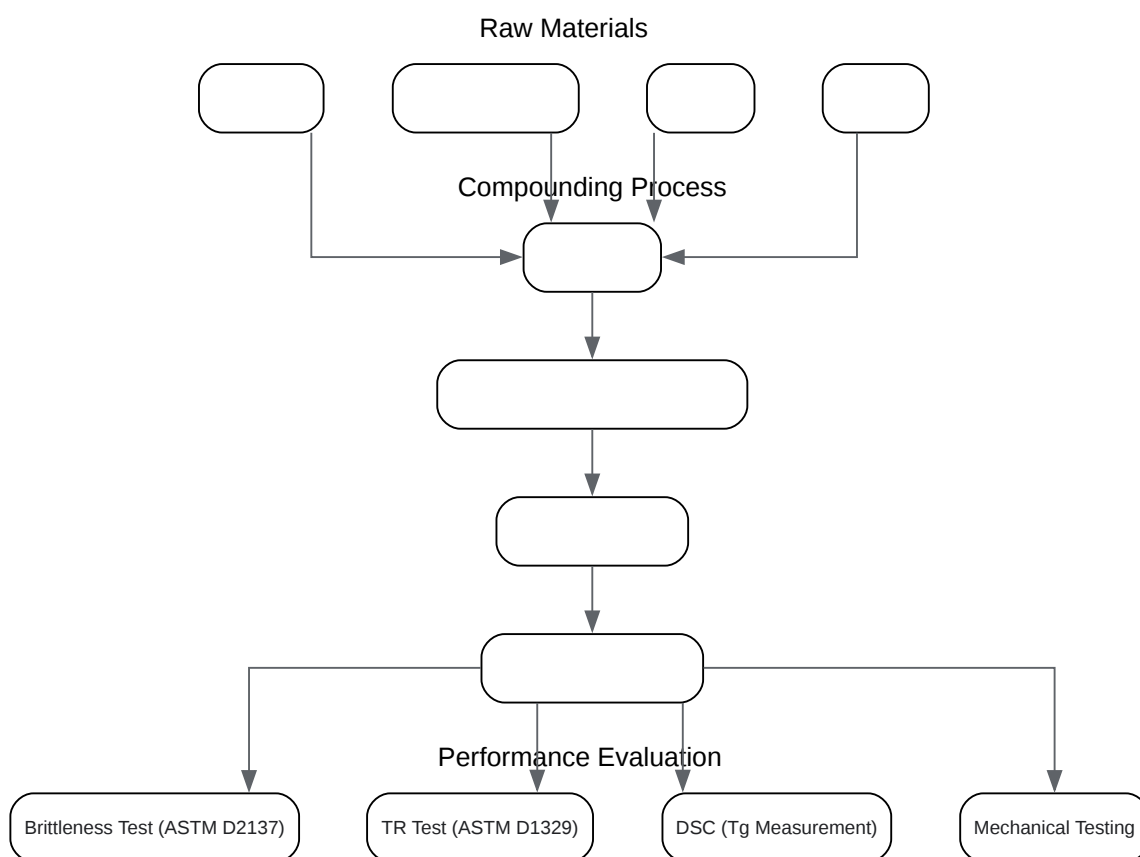 Raw Materials
Compounding Process
Performance Evaluation
Brittleness Test (ASTM D2137)
TR Test (ASTM D1329)
DSC (Tg Measurement)
Mechanical Testing